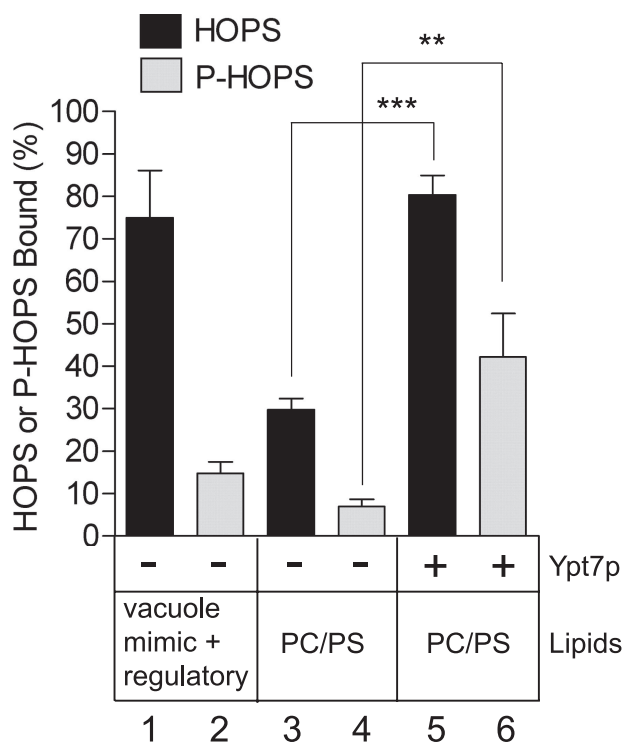 HOPS
P-HOPS
**
***
HOPS or P-HOPS Bound (%)
100
90
80
70
60
50
40
30
20
10
0
- - - - + + Ypt7p
vacuole
mimic +
regulatory
PC/PS PC/PS Lipids
1 2 3 4 5 6